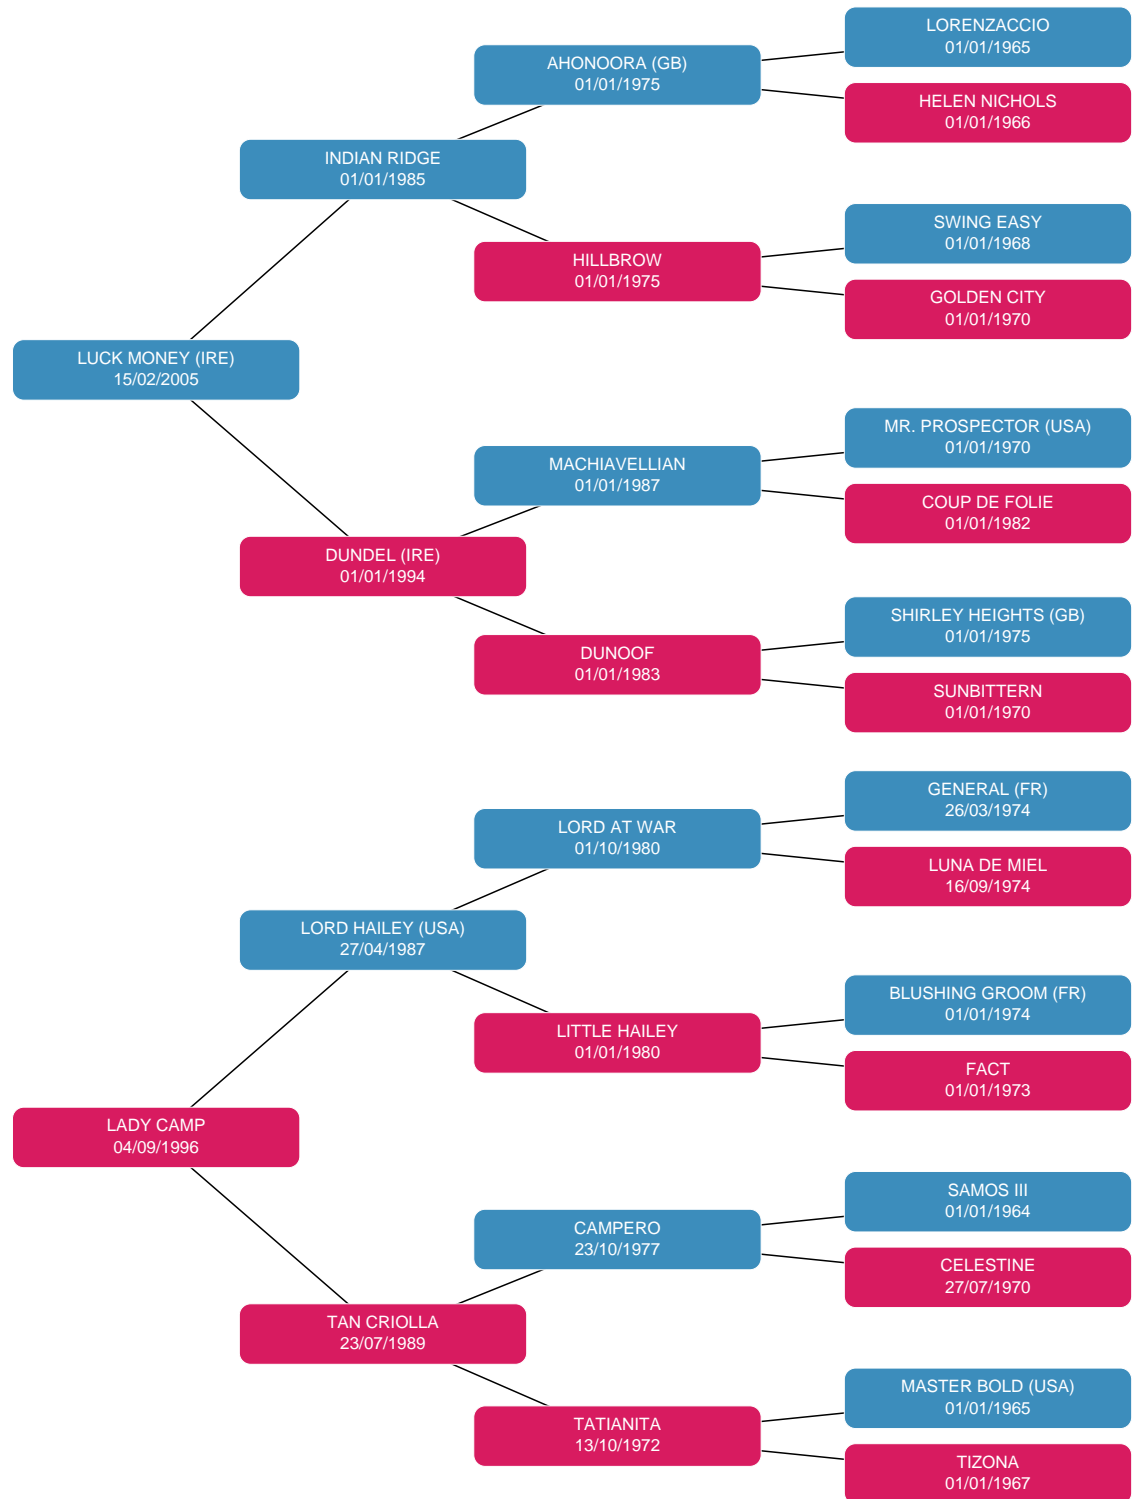 LORENZACCIO
01/01/1965
AHONOORA (GB)
01/01/1975
HELEN NICHOLS
01/01/1966
INDIAN RIDGE
01/01/1985
SWING EASY
01/01/1968
HILLBROW
01/01/1975
GOLDEN CITY
01/01/1970
LUCK MONEY (IRE)
15/02/2005
MR. PROSPECTOR (USA)
01/01/1970
MACHIAVELLIAN
01/01/1987
COUP DE FOLIE
01/01/1982
DUNDEL (IRE)
01/01/1994
SHIRLEY HEIGHTS (GB)
01/01/1975
DUNOOF
01/01/1983
SUNBITTERN
01/01/1970
GENERAL (FR)
26/03/1974
LORD AT WAR
01/10/1980
LUNA DE MIEL
16/09/1974
LORD HAILEY (USA)
27/04/1987
BLUSHING GROOM (FR)
01/01/1974
LITTLE HAILEY
01/01/1980
FACT
01/01/1973
LADY CAMP
04/09/1996
SAMOS III
01/01/1964
CAMPERO
23/10/1977
CELESTINE
27/07/1970
TAN CRIOLLA
23/07/1989
MASTER BOLD (USA)
01/01/1965
TATIANITA
13/10/1972
TIZONA
01/01/1967